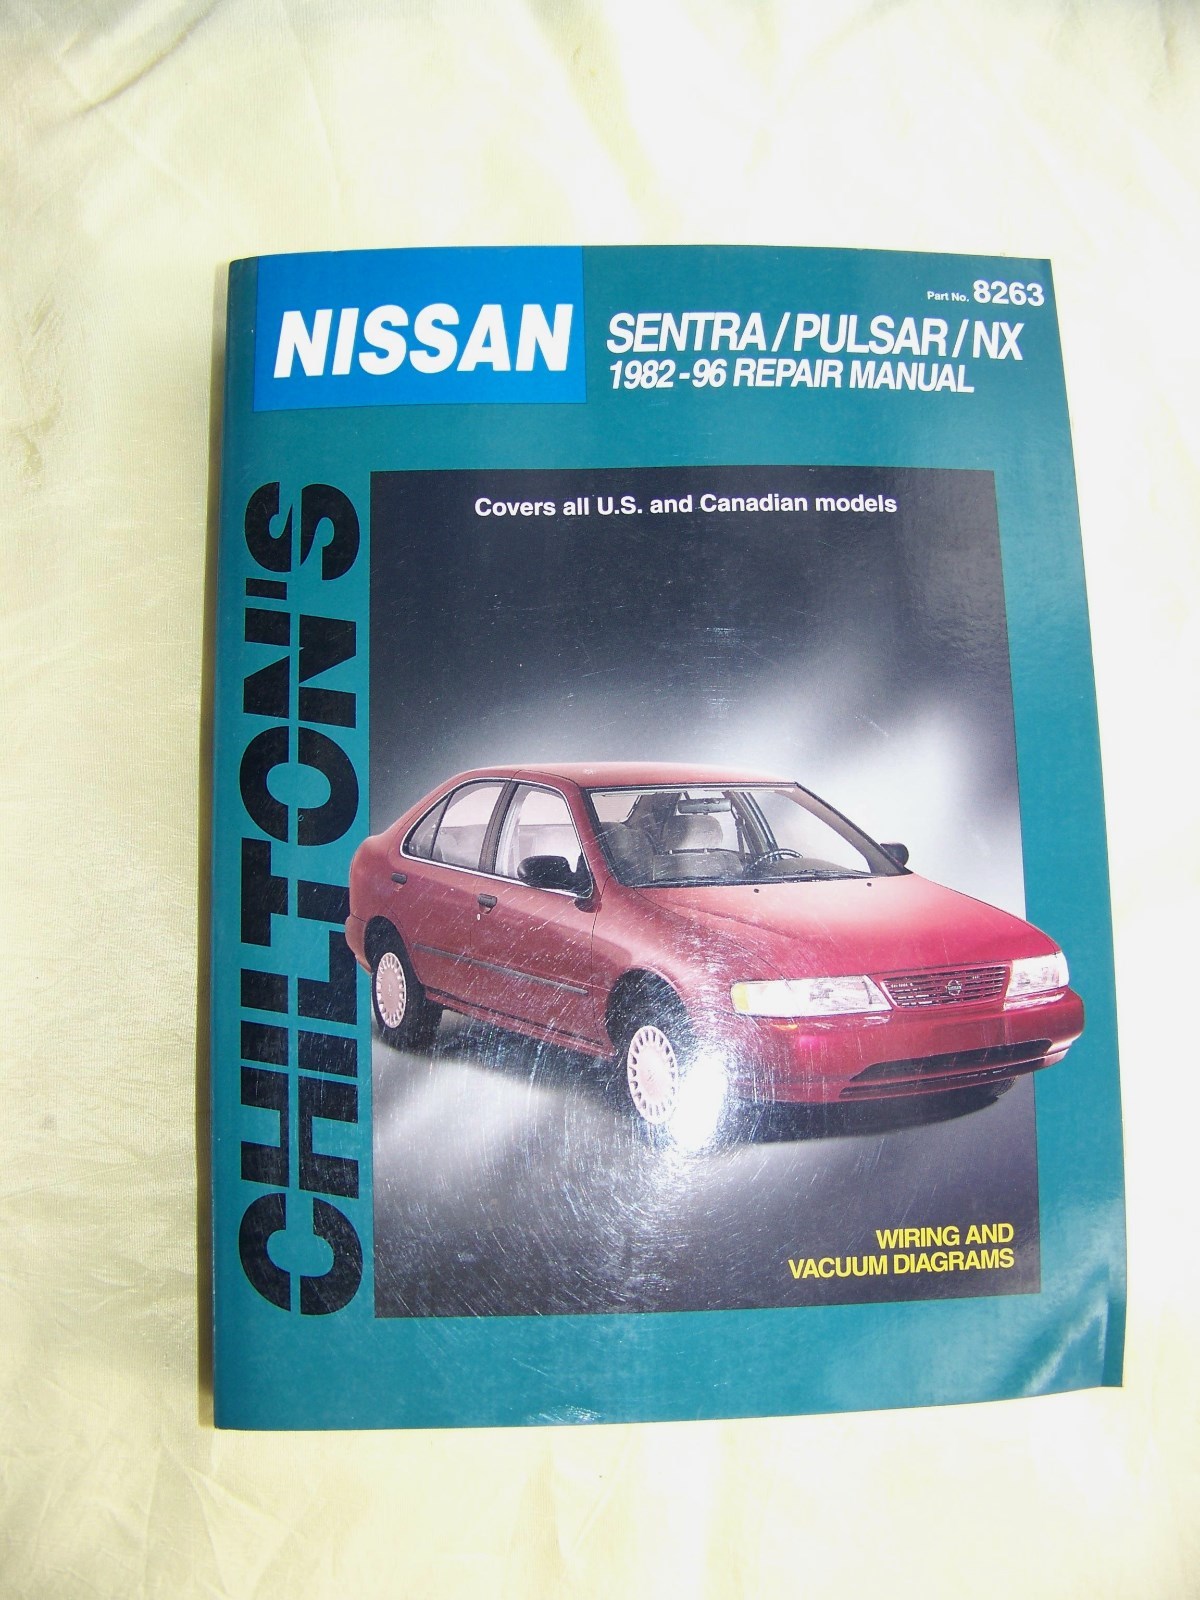 NISSAN
Part No. 8263
SENTRA/PULSAR/NX
1982-96 REPAIR MANUAL
CHILTON'S
Covers all U.S. and Canadian models
WIRING AND
VACUUM DIAGRAMS